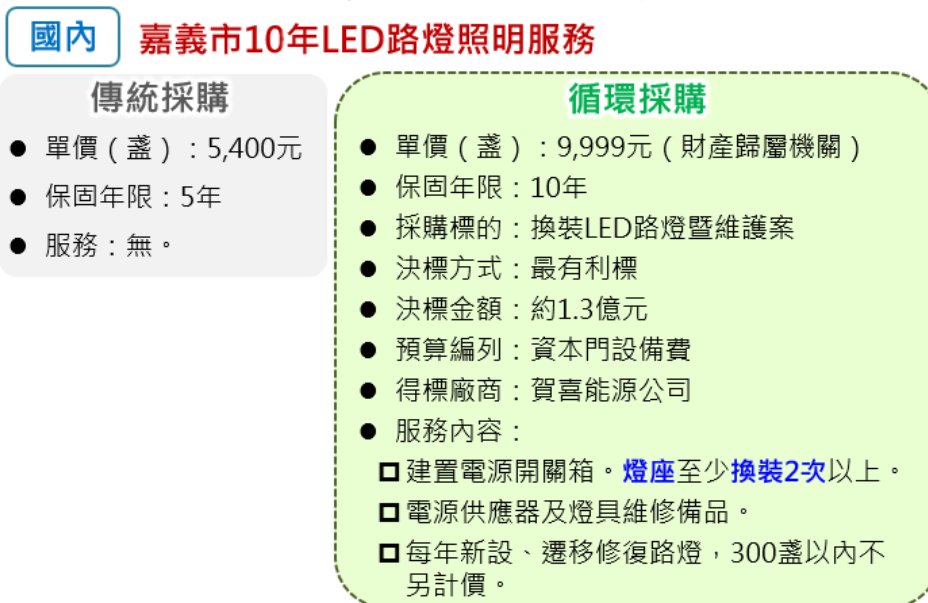 國內
嘉義市10年LED路燈照明服務
傳統採購
● 單價（盞）：5,400元
● 保固年限：5年
● 服務：無。
循環採購
● 單價（盞）：9,999元（財產歸屬機關）
● 保固年限：10年
● 採購標的：換裝LED路燈暨維護案
● 決標方式：最有利標
● 決標金額：約1.3億元
● 預算編列：資本門設備費
● 得標廠商：賀喜能源公司
● 服務內容：
建置電源開關箱。燈座至少換裝2次以上。
電源供應器及燈具維修備品。
每年新設、遷移修復路燈，300盞以內不
另計價。